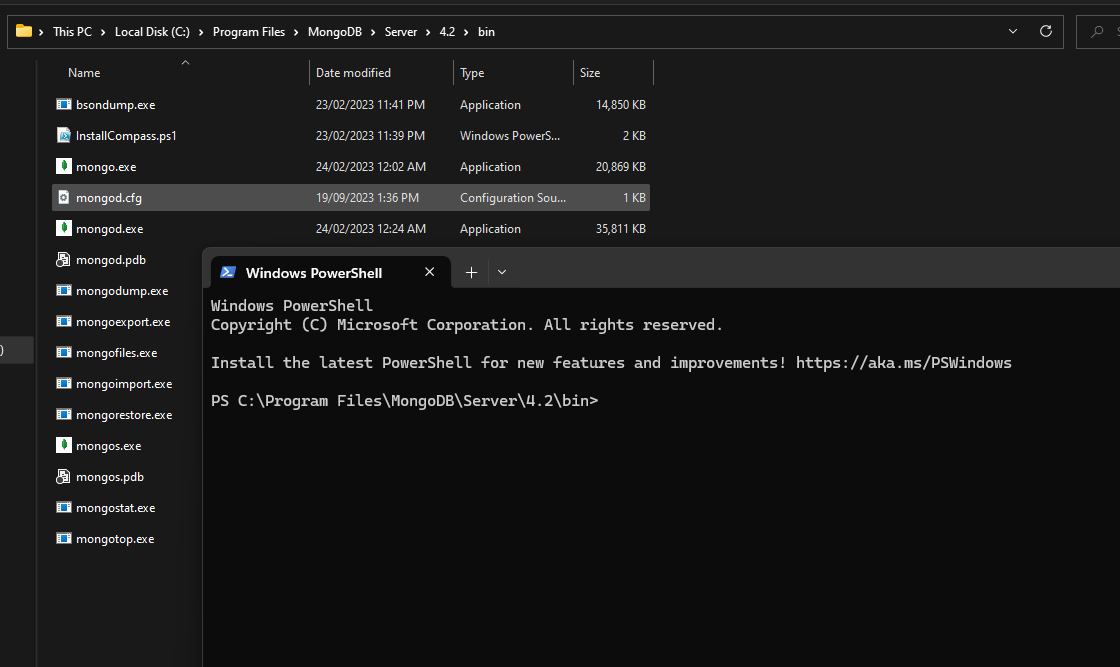 This PC > Local Disk (C:) > Program Files > MongoDB > Server > 4.2 > bin
Name Date modified Type Size
bsondump.exe 23/02/2023 11:41 PM Application 14,850 KB
InstallCompass.ps1 23/02/2023 11:39 PM Windows PowerS... 2 KB
mongo.exe 24/02/2023 12:02 AM Application 20,869 KB
mongod.cfg 19/09/2023 1:36 PM Configuration Sou... 1 KB
mongod.exe 24/02/2023 12:24 AM Application 35,811 KB
mongod.pdb
mongodump.exe
mongoexport.exe
mongofiles.exe
mongoimport.exe
mongorestore.exe
mongos.exe
mongos.pdb
mongostat.exe
mongotop.exe
)
Windows PowerShell
Windows PowerShell
Copyright (C) Microsoft Corporation. All rights reserved.
Install the latest PowerShell for new features and improvements! https://aka.ms/PSWindows
PS C:\Program Files\MongoDB\Server\4.2\bin>